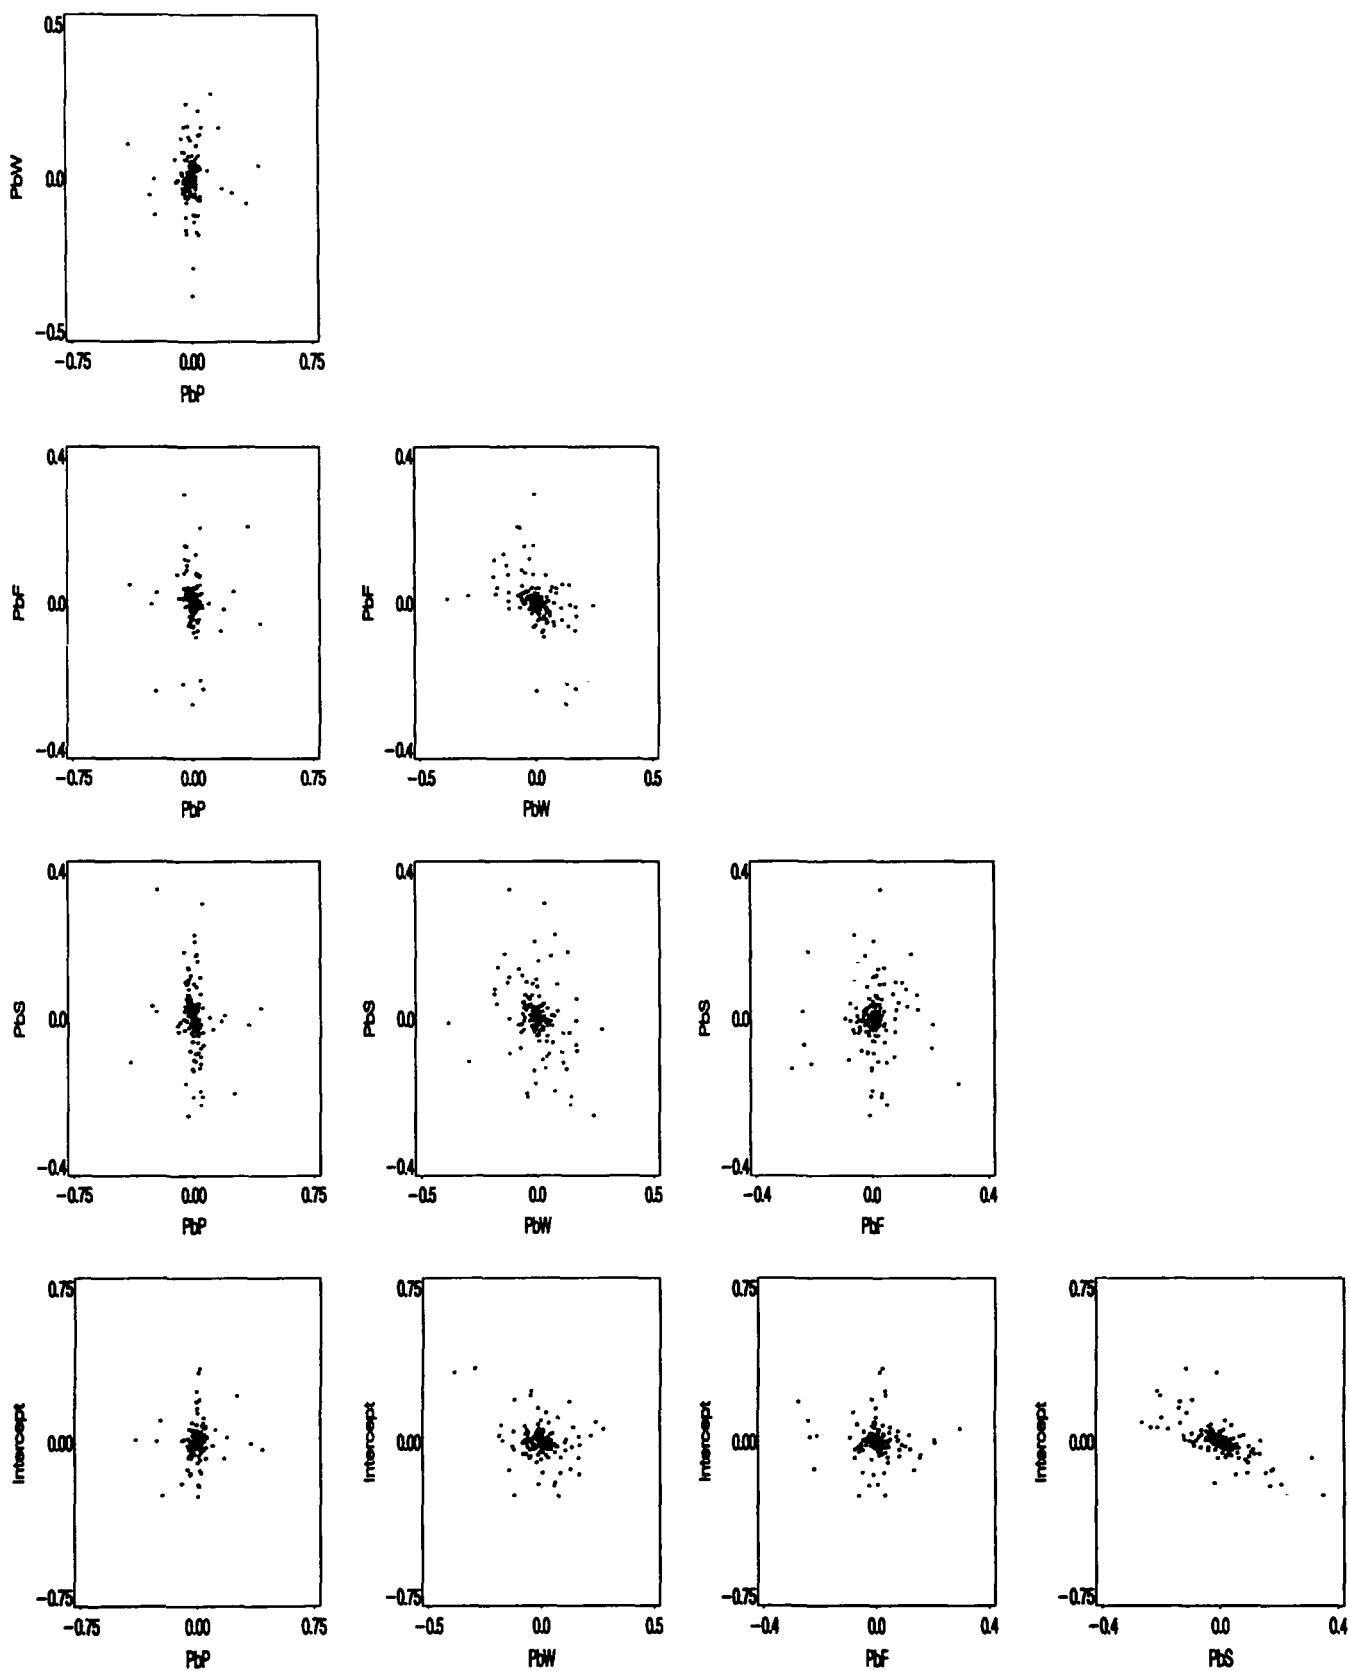 0.5
PbW
0.0
−0.5
−0.75 0.00 0.75
PbP
0.4 0.4
PbF 0.0 PbF 0.0
−0.4 −0.4
−0.75 0.00 0.75 −0.5 0.0 0.5
PbP PbW
0.4 0.4 0.4
PbS 0.0 PbS 0.0 PbS 0.0
−0.4 −0.4 −0.4
−0.75 0.00 0.75 −0.5 0.0 0.5 −0.4 0.0 0.4
PbP PbW PbF
0.75 0.75 0.75 0.75
Intercept 0.00 Intercept 0.00 Intercept 0.00 Intercept 0.00
−0.75 −0.75 −0.75 −0.75
−0.75 0.00 0.75 −0.5 0.0 0.5 −0.4 0.0 0.4 −0.4 0.0 0.4
PbP PbW PbF PbS